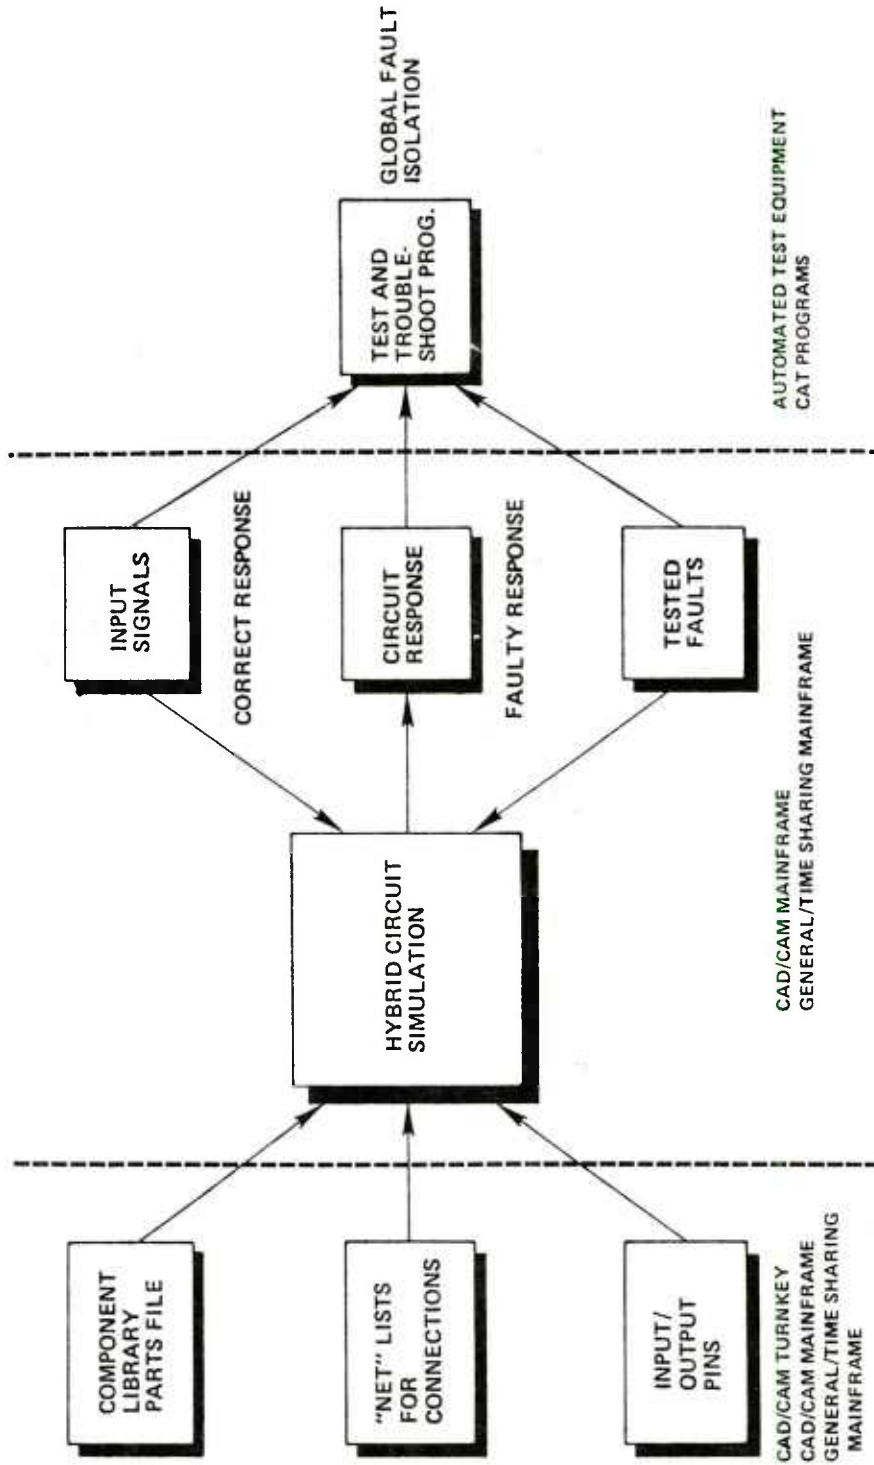 COMPONENT
LIBRARY
PARTS FILE
"NET" LISTS
FOR
CONNECTIONS
INPUT/
OUTPUT
PINS
CAD/CAM TURNKEY
CAD/CAM MAINFRAME
GENERAL/TIME SHARING
MAINFRAME
HYBRID CIRCUIT
SIMULATION
INPUT
SIGNALS
CORRECT RESPONSE
CIRCUIT
RESPONSE
FAULTY RESPONSE
TESTED
FAULTS
CAD/CAM MAINFRAME
GENERAL/TIME SHARING MAINFRAME
TEST AND
TROUBLE-
SHOOT PROG.
GLOBAL FAULT
ISOLATION
AUTOMATED TEST EQUIPMENT
CAT PROGRAMS